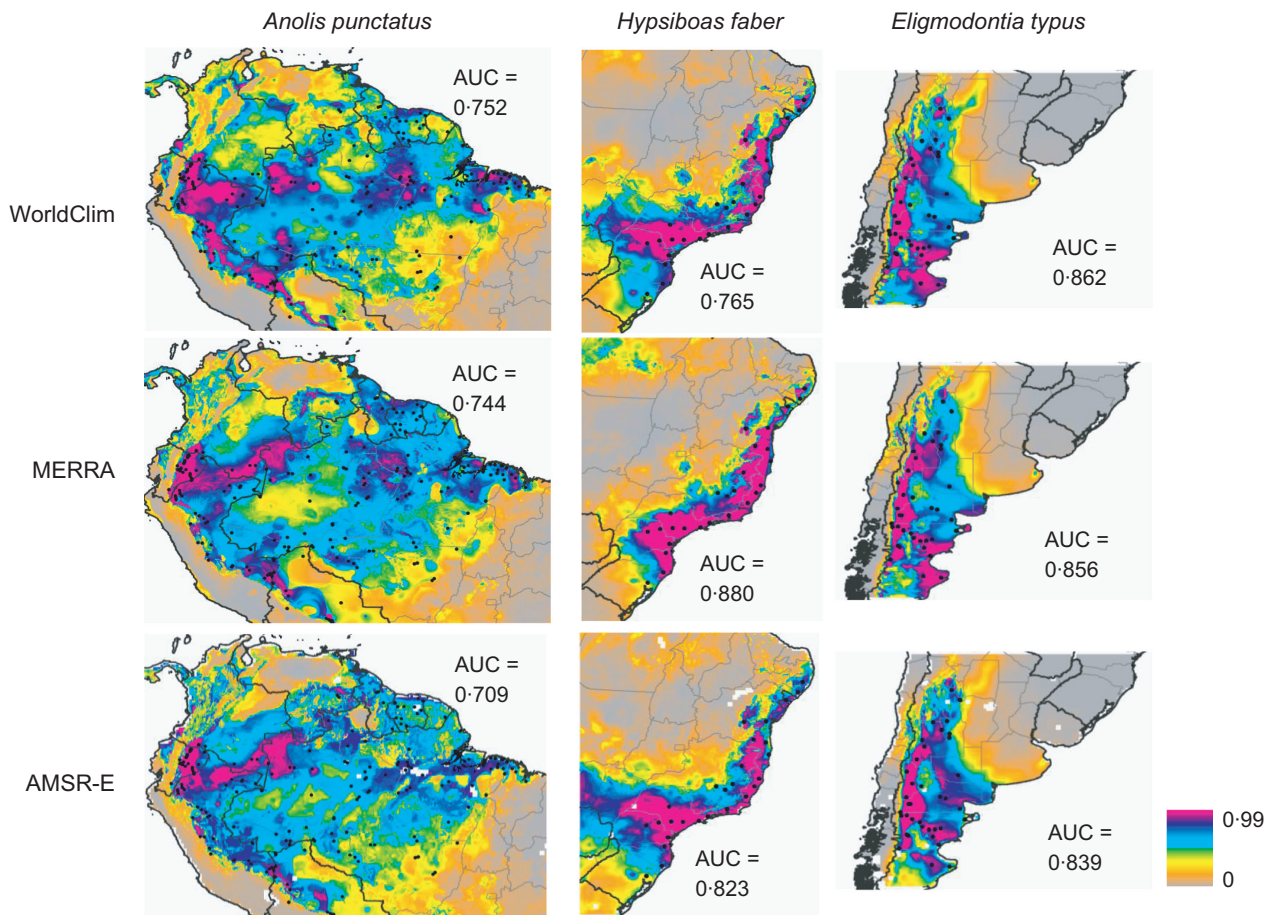 Anolis punctatus
Hypsiboas faber
Eligmodontia typus
WorldClim
AUC =
0·752
AUC =
0·765
AUC =
0·862
MERRA
AUC =
0·744
AUC =
0·880
AUC =
0·856
AMSR-E
AUC =
0·709
AUC =
0·823
AUC =
0·839
0·99
0